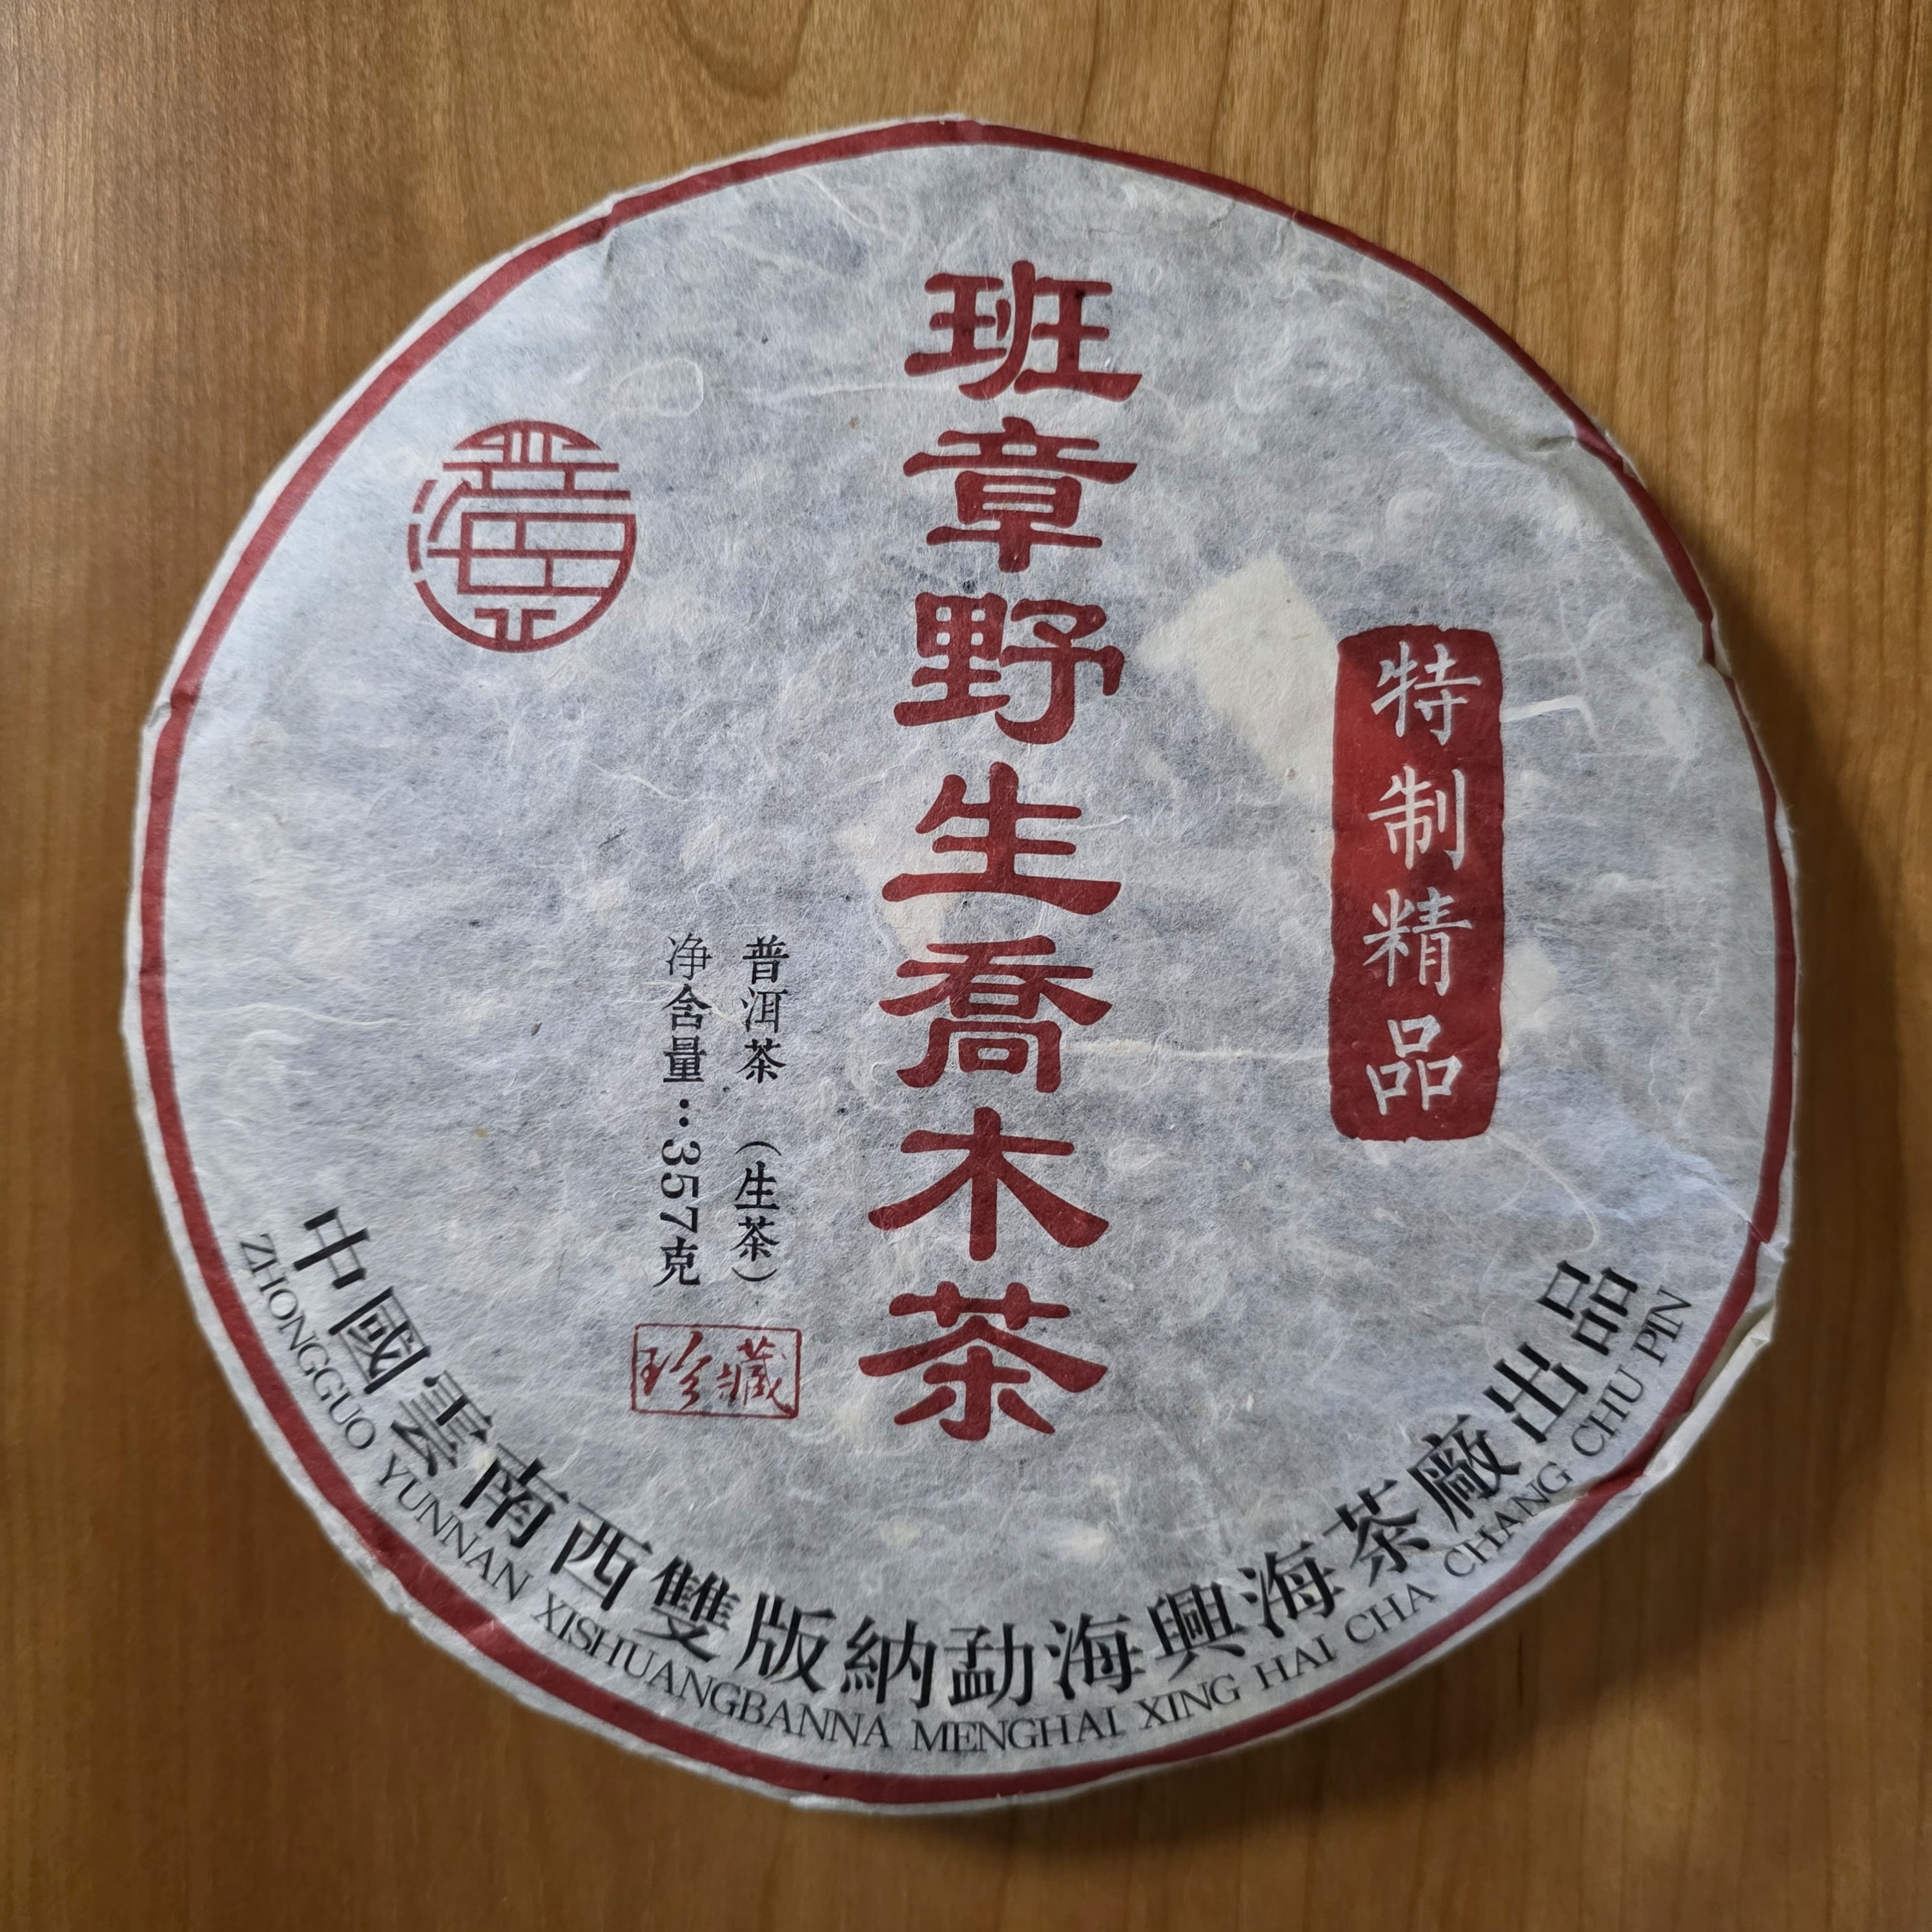 班章野生喬木茶
特制精品
普洱茶（生茶）
净含量：357克
珍藏
中國雲南西雙版納勐海興海茶廠出品
ZHONGGUO YUNNAN XISHUANGBANNA MENGHAI XING HAI CHA CHANG CHU PIN